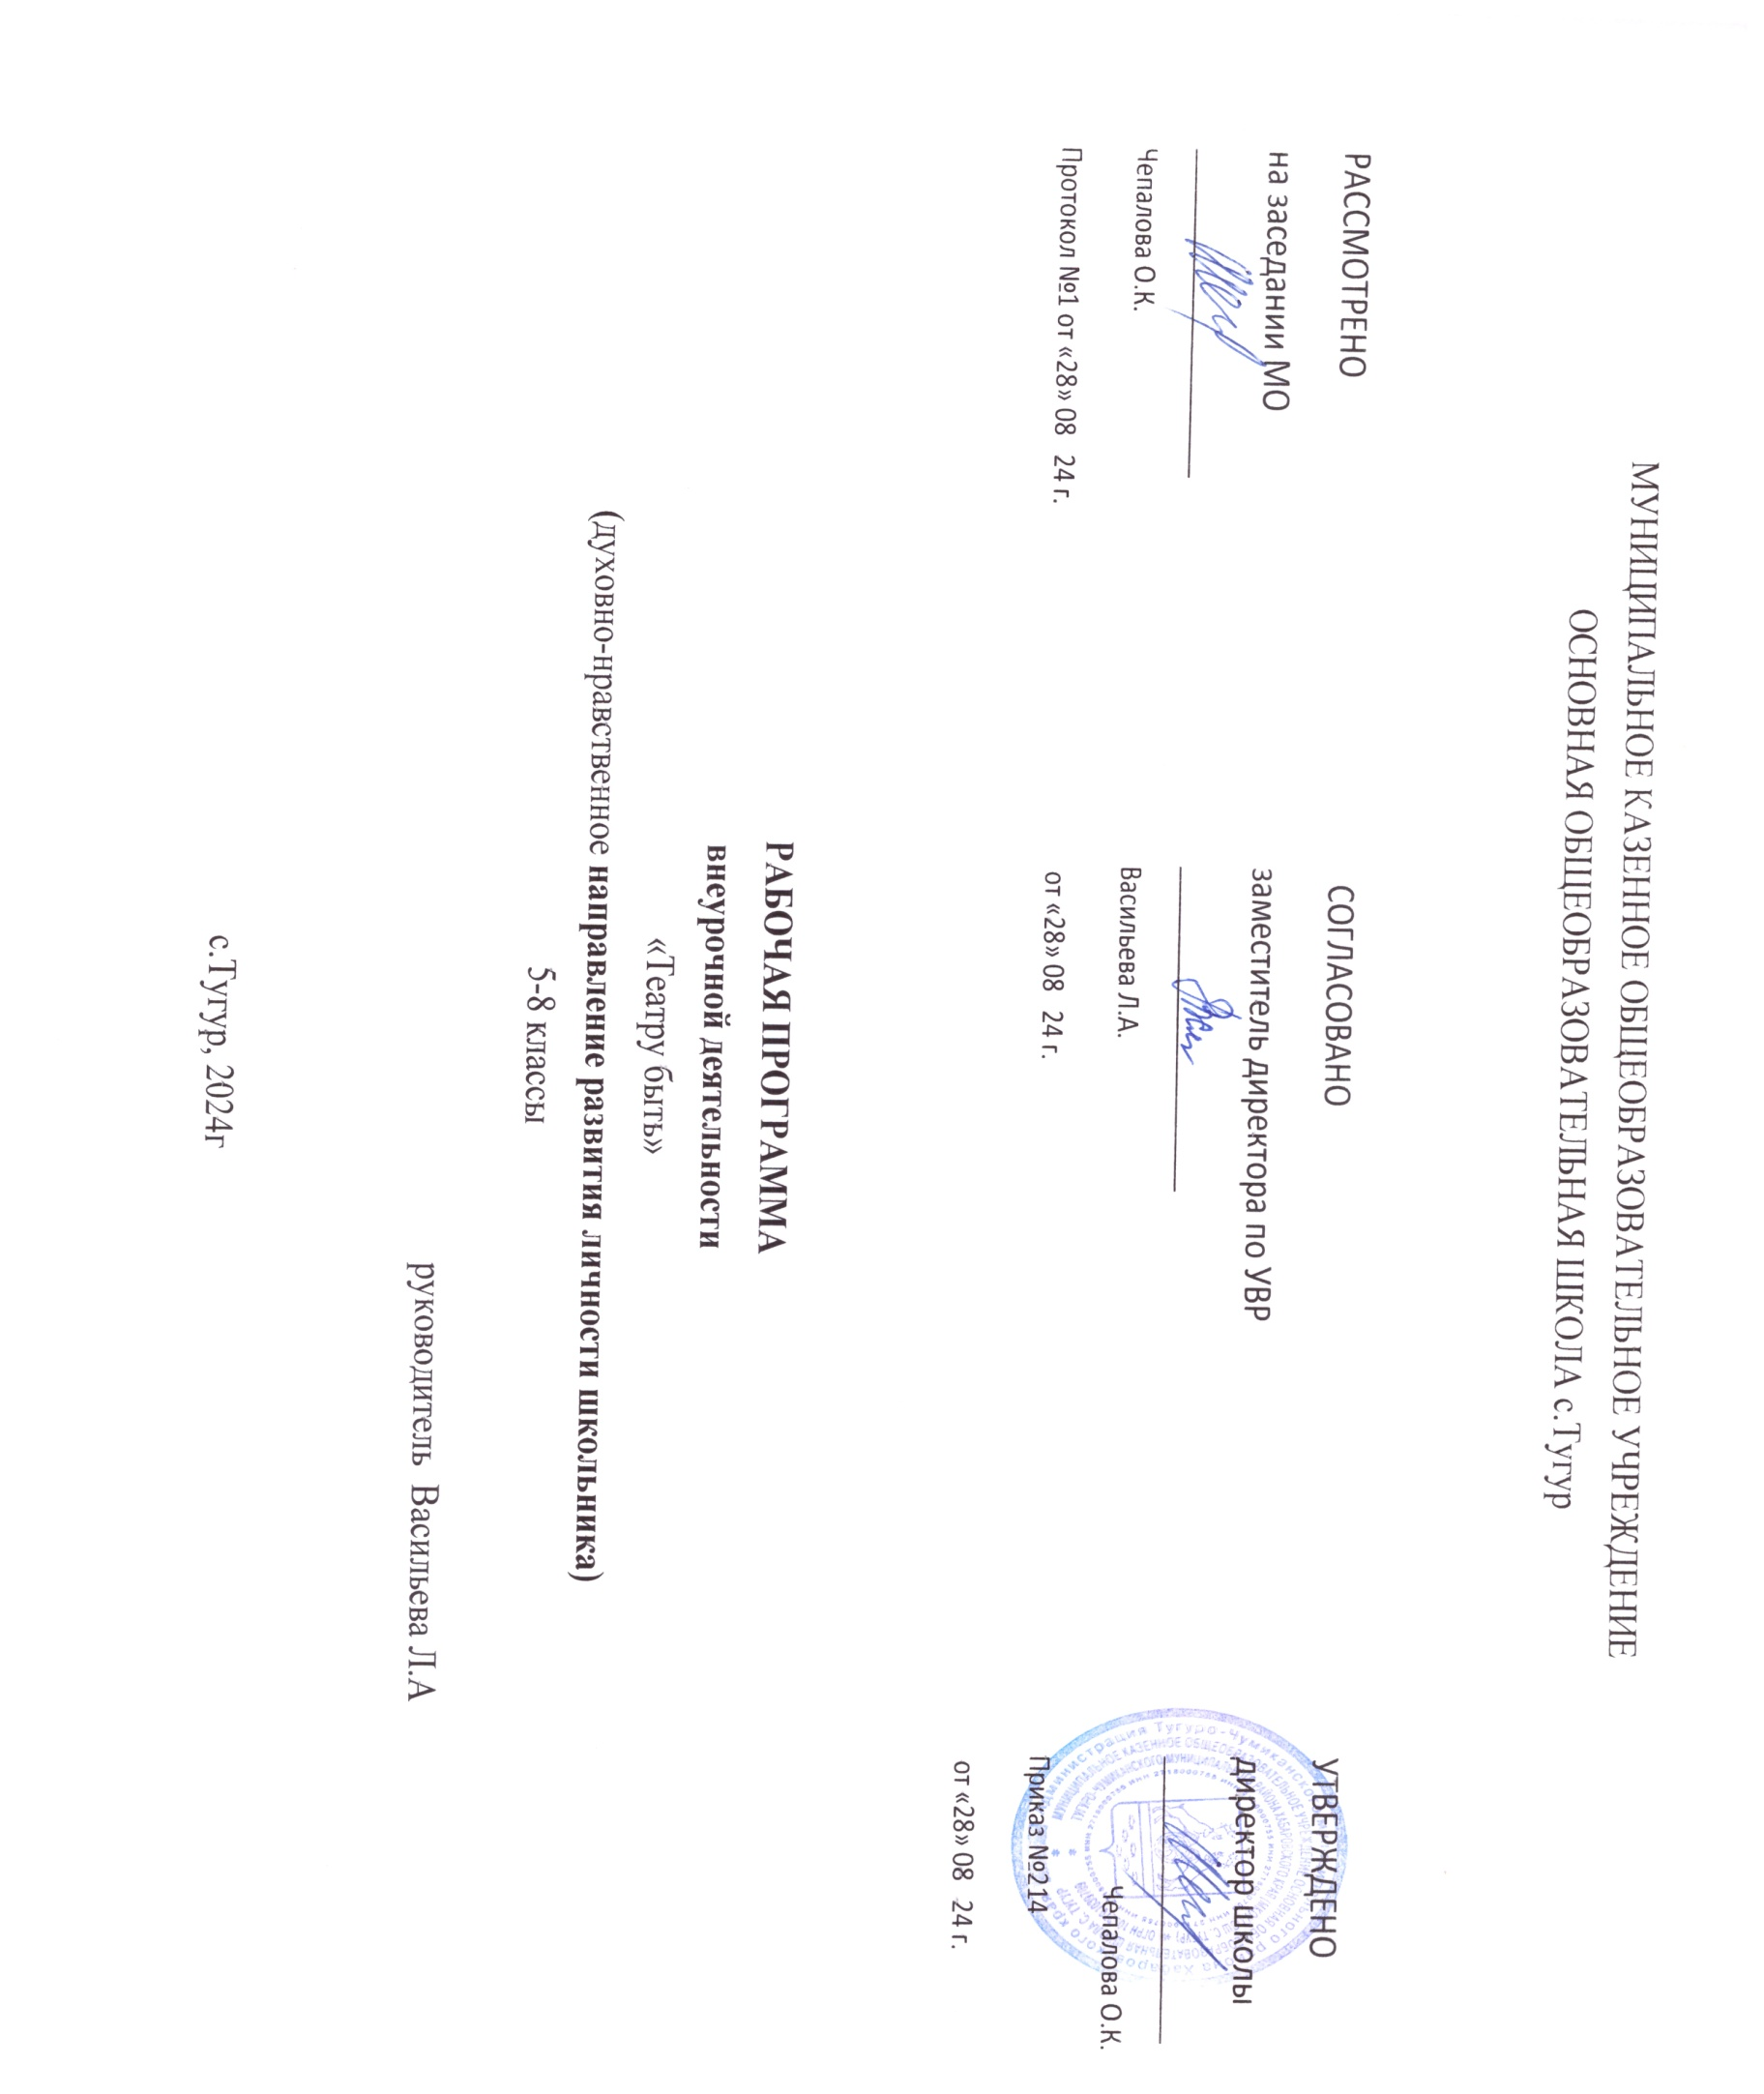 МУНИЦИПАЛЬНОЕ КАЗЕННОЕ ОБЩЕОБРАЗОВАТЕЛЬНОЕ УЧРЕЖДЕНИЕ
ОСНОВНАЯ ОБЩЕОБРАЗОВАТЕЛЬНАЯ ШКОЛА с.Тугур
РАССМОТРЕНО
на заседании МО
Чепалова О.К.
Протокол №1 от «28» 08 24 г.
СОГЛАСОВАНО
заместитель директора по УВР
Васильева Л.А.
от «28» 08 24 г.
УТВЕРЖДЕНО
директор школы
Чепалова О.К.
Приказ №214
от «28» 08 24 г.
РАБОЧАЯ ПРОГРАММА
внеурочной деятельности
«Театру быть»
(духовно-нравственное направление развития личности школьника)
5-8 классы
руководитель Васильева Л.А
с.Тугур, 2024г